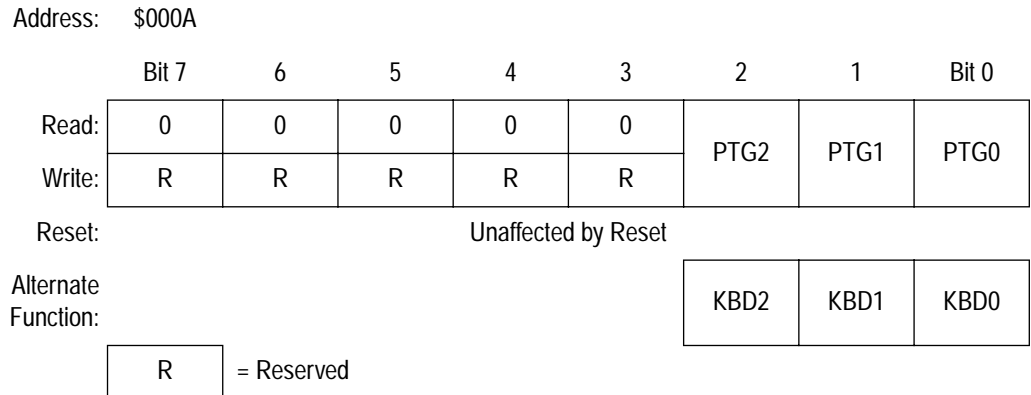 Address: $000A
Bit 7 6 5 4 3 2 1 Bit 0
Read: 0 0 0 0 0 PTG2 PTG1 PTG0
Write: R R R R R
Reset: Unaffected by Reset
Alternate Function: KBD2 KBD1 KBD0
R = Reserved